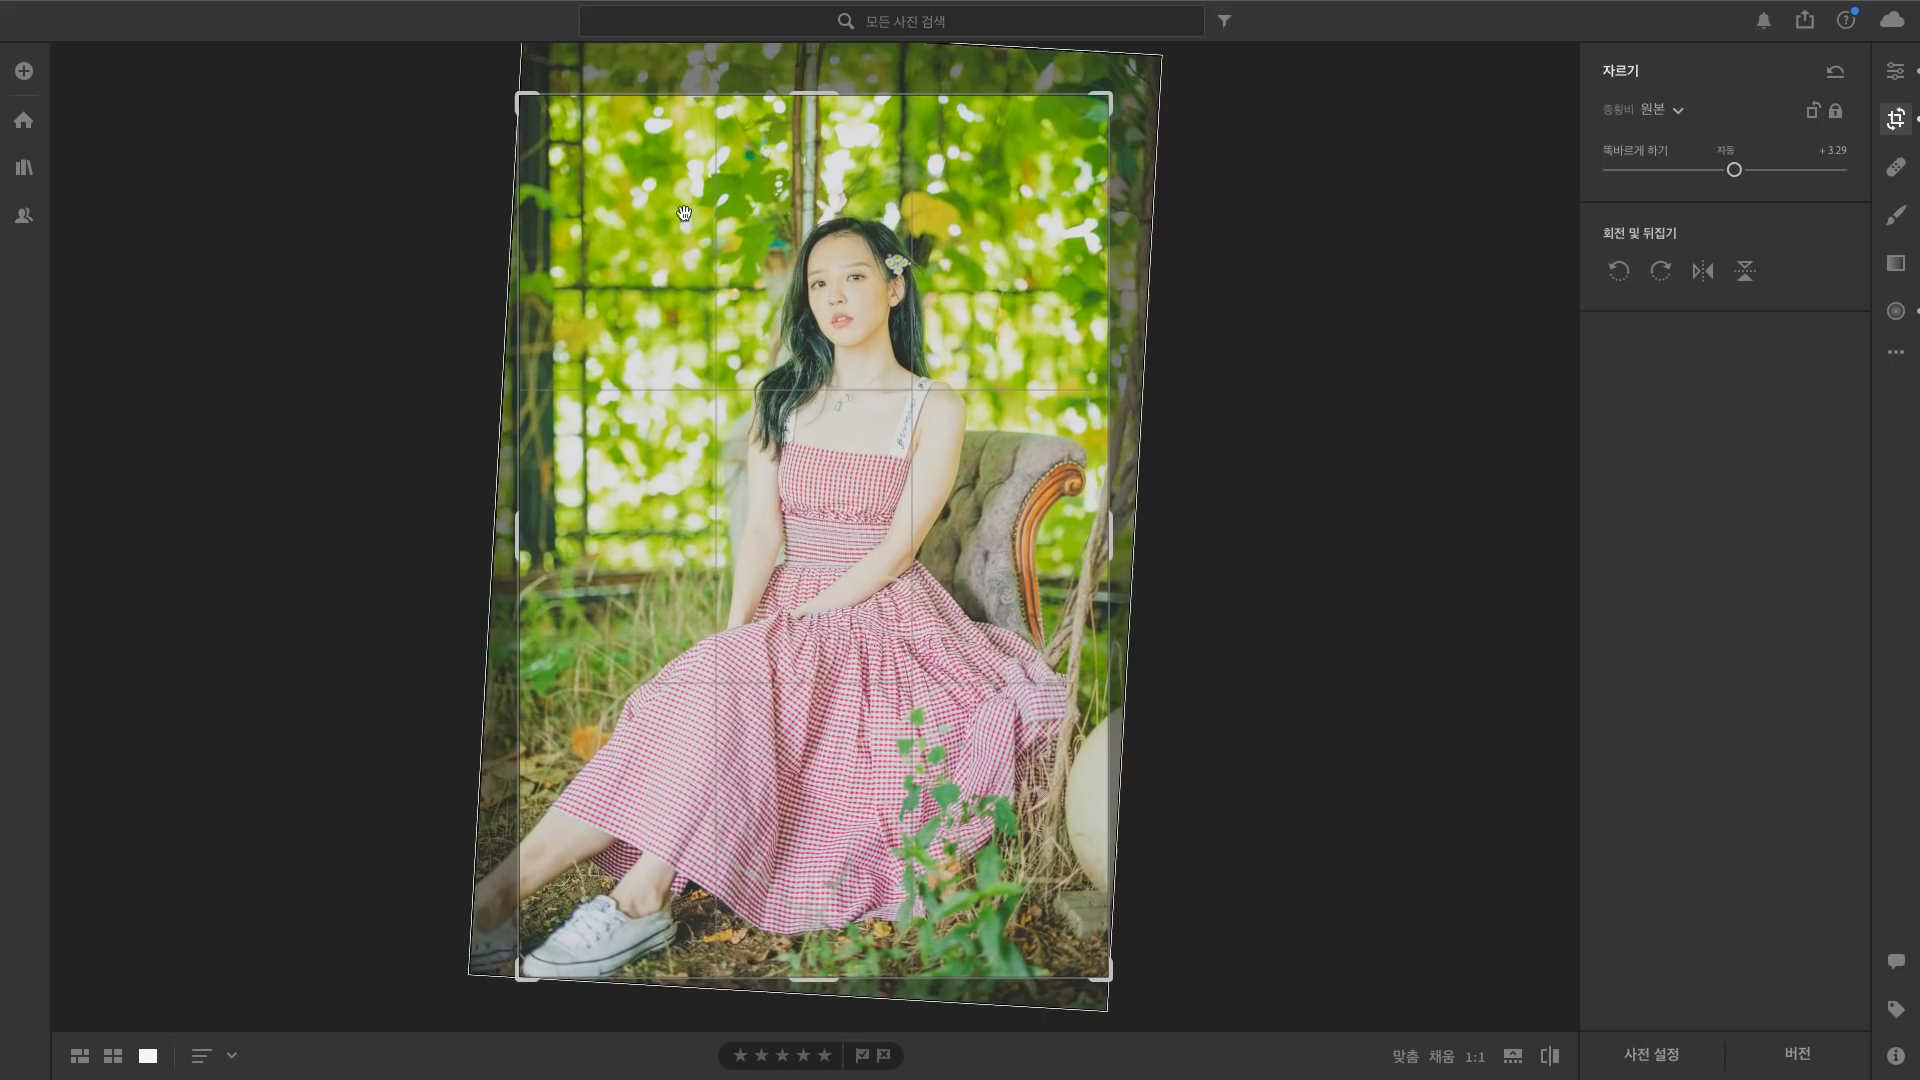 모든 사진 검색
자르기
종횡비 원본
똑바르게 하기 자동 + 3.29
회전 및 뒤집기
맞춤 채움 1:1
사전 설정 버전